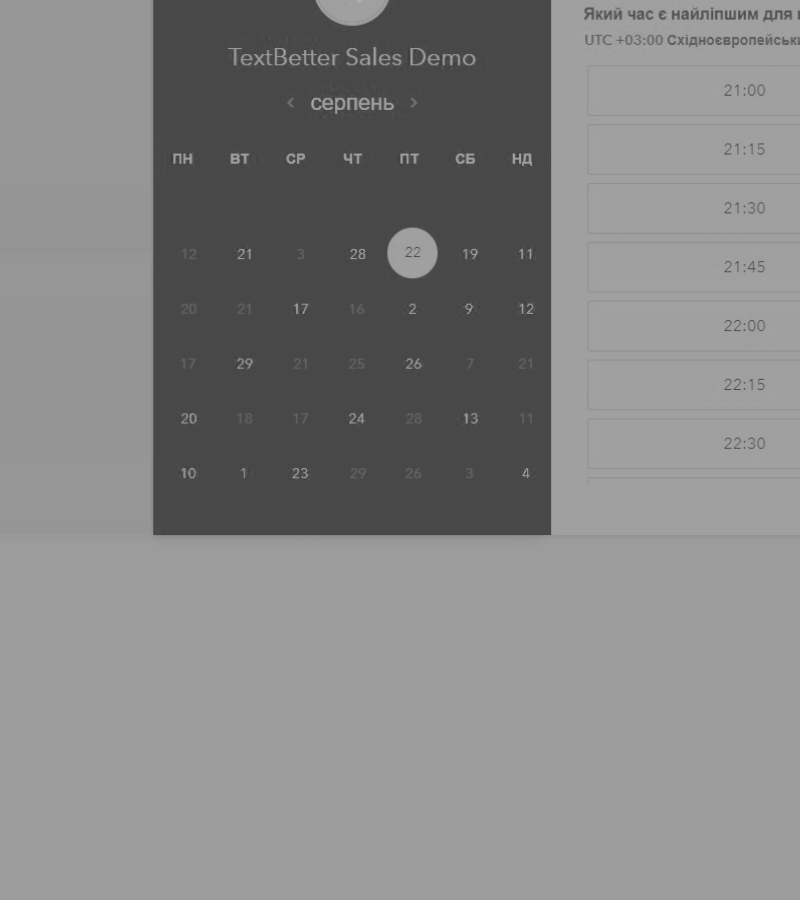 TextBetter Sales Demo
< серпень >
ПН ВТ СР ЧТ ПТ СБ НД
12 21 3 28 22 19 11
20 21 17 16 2 9 12
17 29 21 25 26 7 21
20 18 17 24 28 13 11
10 1 23 29 26 3 4
Який час є найліпшим для
UTC +03:00 Східноєвропейськ
21:00
21:15
21:30
21:45
22:00
22:15
22:30